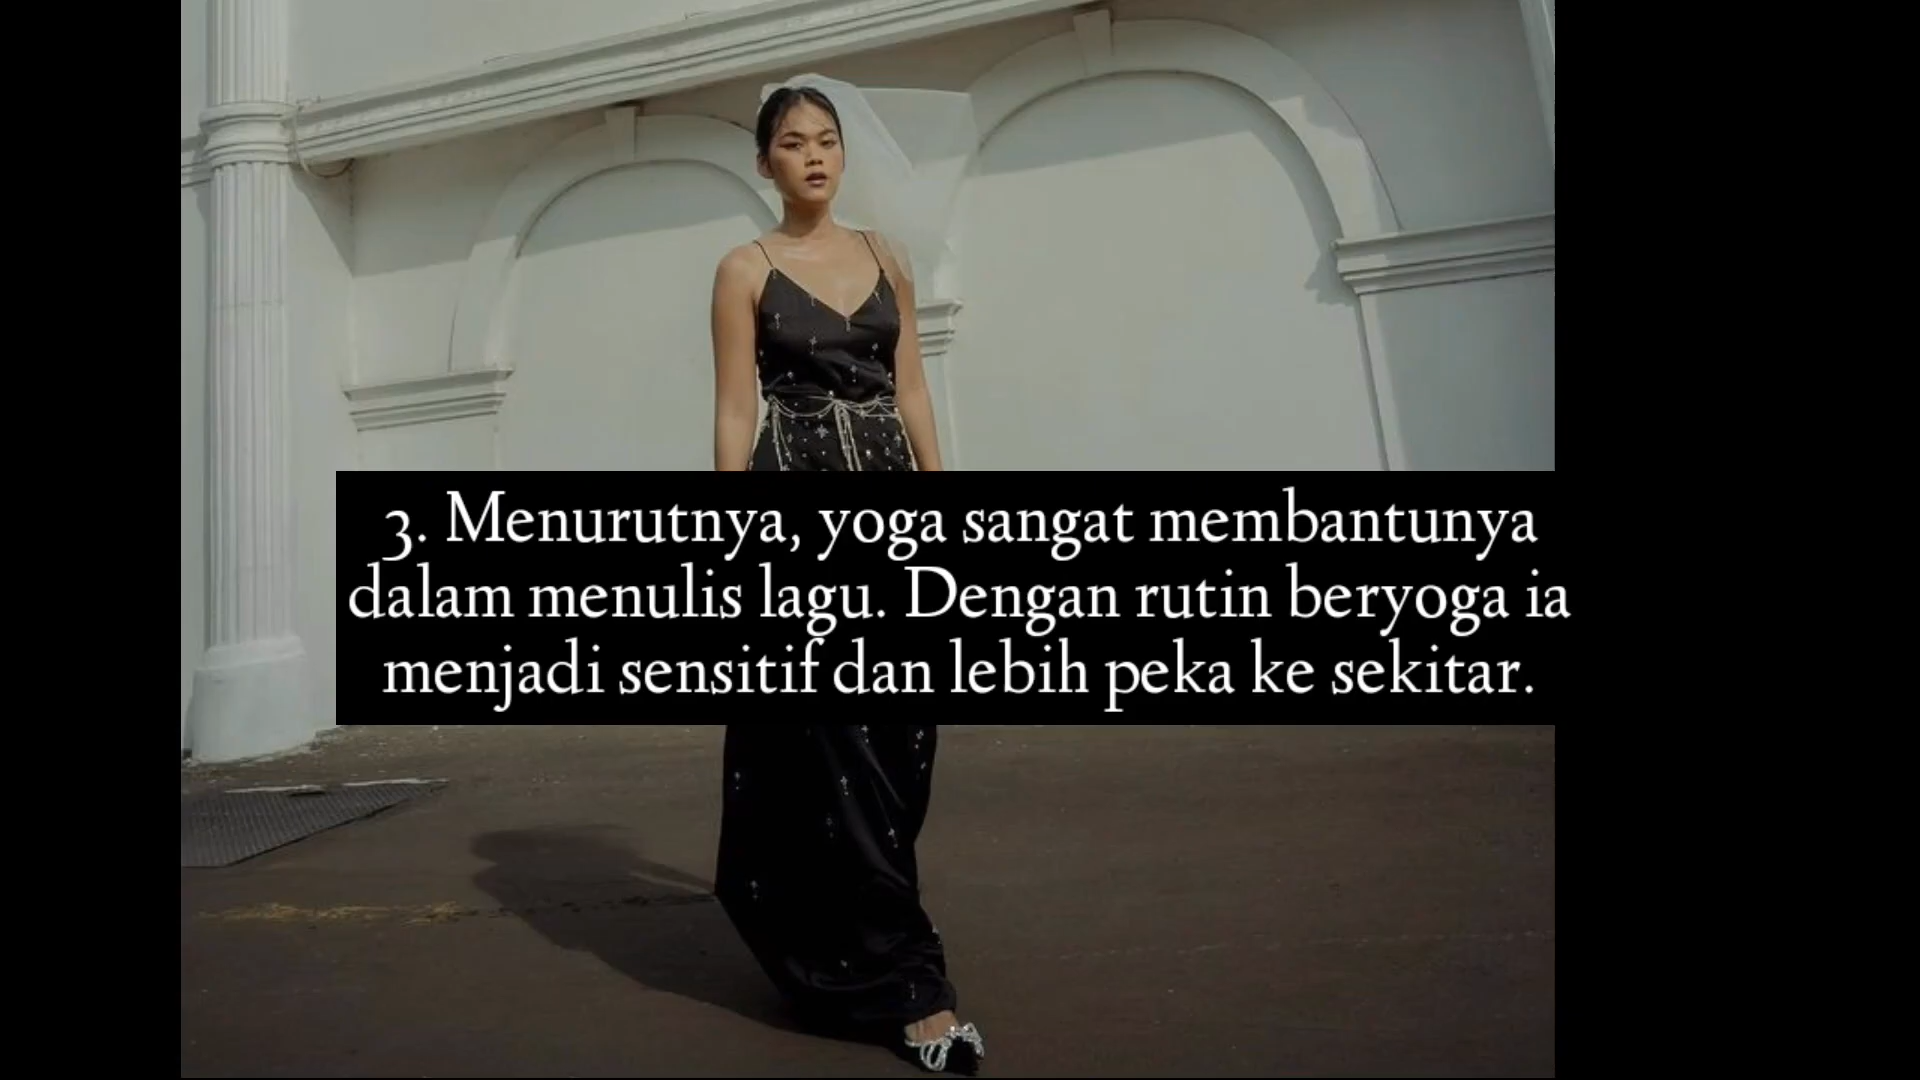 3. Menurutnya, yoga sangat membantunya
dalam menulis lagu. Dengan rutin beryoga ia
menjadi sensitif dan lebih peka ke sekitar.